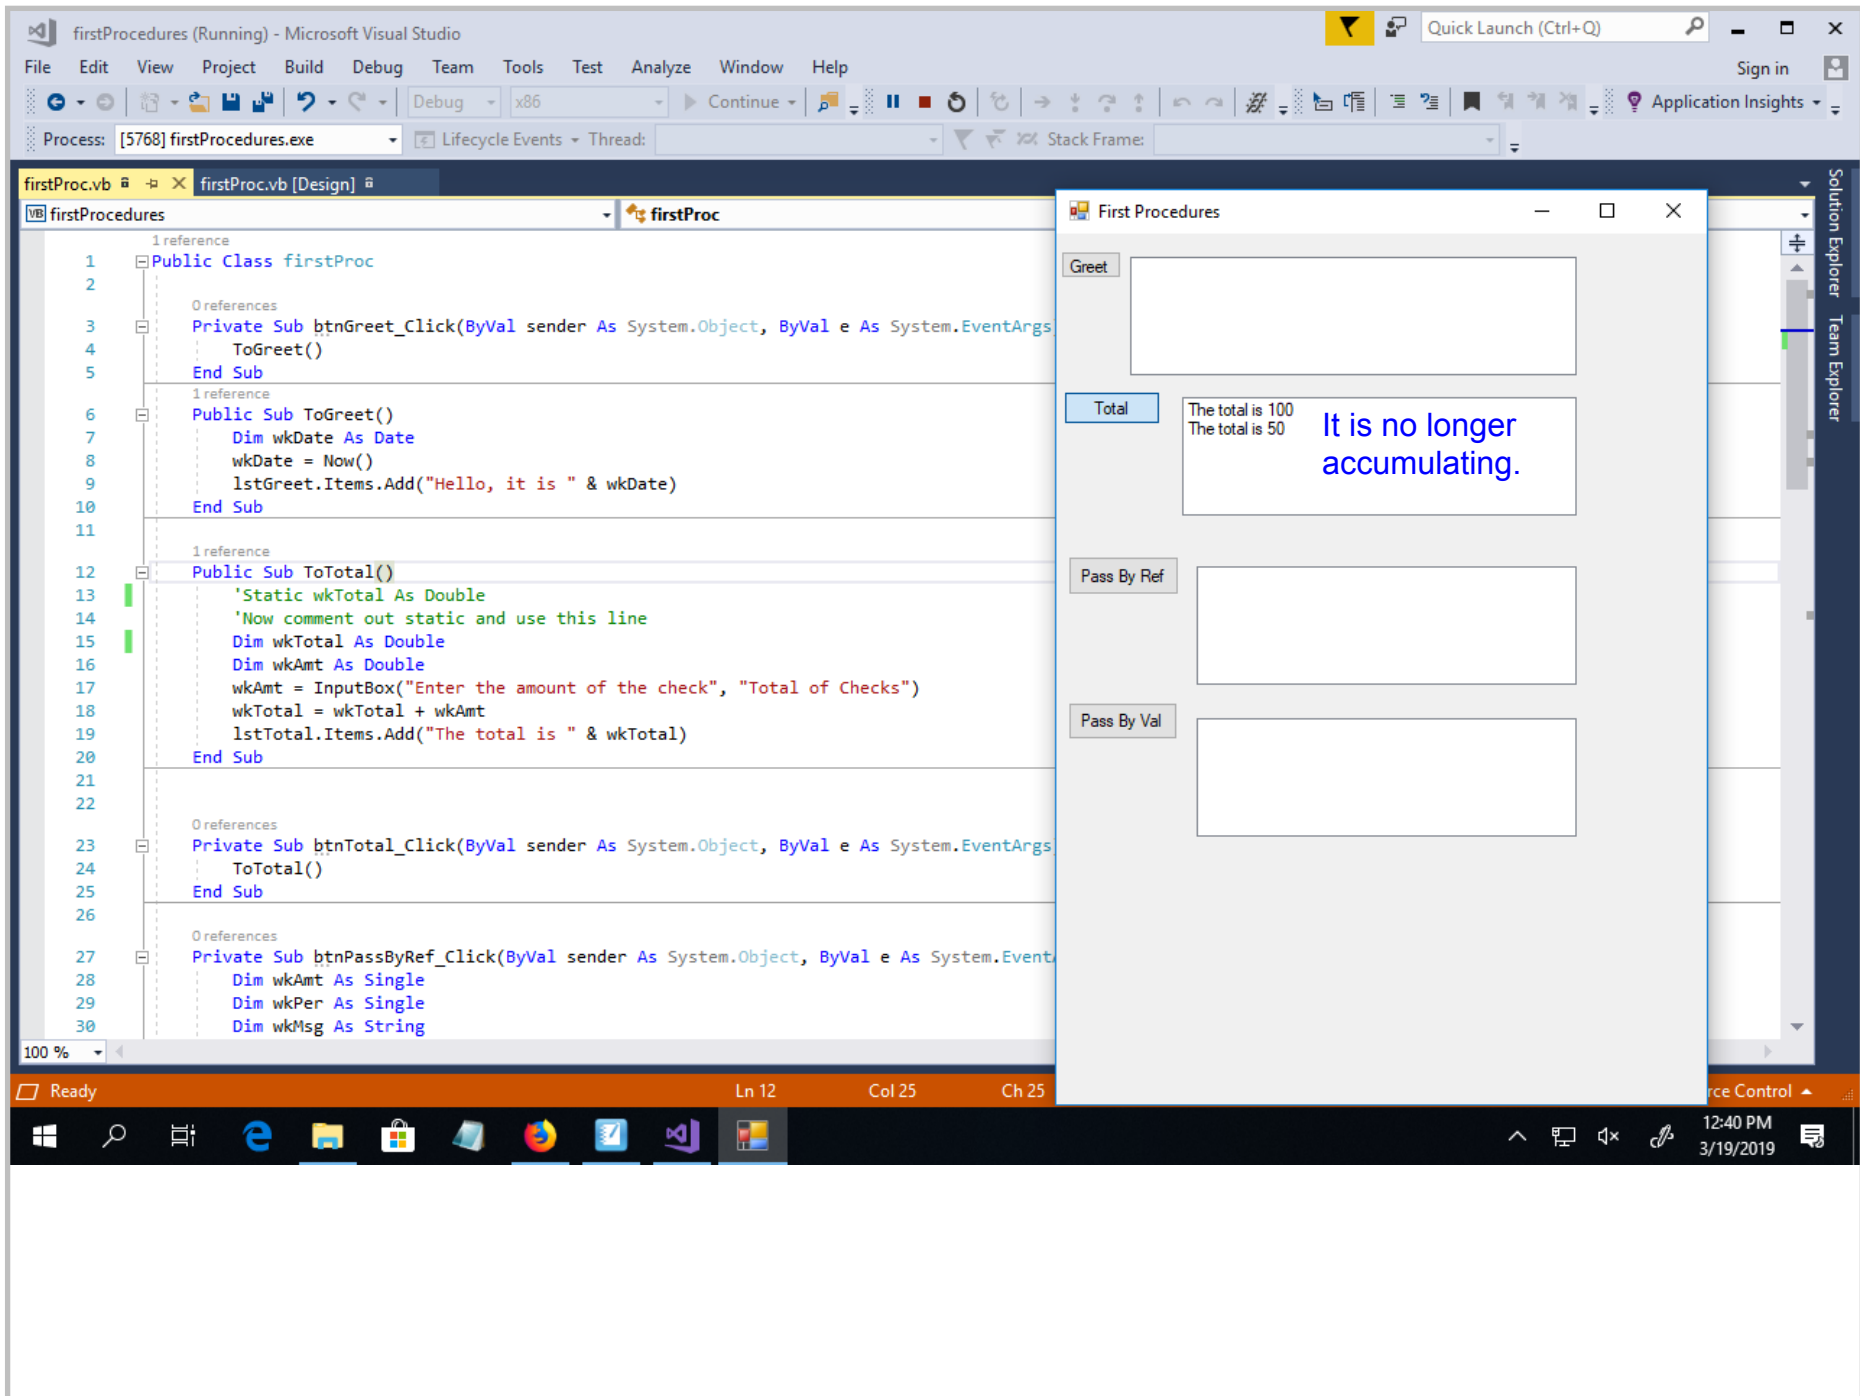 firstProcedures (Running) - Microsoft Visual Studio
Quick Launch (Ctrl+Q)
File Edit View Project Build Debug Team Tools Test Analyze Window Help
Sign in
Debug x86 Continue Application Insights
Process: [5768] firstProcedures.exe Lifecycle Events Thread: Stack Frame:
firstProc.vb firstProc.vb [Design]
VB firstProcedures firstProc
1 reference
1 Public Class firstProc
2
0 references
3 Private Sub btnGreet_Click(ByVal sender As System.Object, ByVal e As System.EventArgs
4 ToGreet()
5 End Sub
1 reference
6 Public Sub ToGreet()
7 Dim wkDate As Date
8 wkDate = Now()
9 lstGreet.Items.Add("Hello, it is " & wkDate)
10 End Sub
11
1 reference
12 Public Sub ToTotal()
13 'Static wkTotal As Double
14 'Now comment out static and use this line
15 Dim wkTotal As Double
16 Dim wkAmt As Double
17 wkAmt = InputBox("Enter the amount of the check", "Total of Checks")
18 wkTotal = wkTotal + wkAmt
19 lstTotal.Items.Add("The total is " & wkTotal)
20 End Sub
21
22
0 references
23 Private Sub btnTotal_Click(ByVal sender As System.Object, ByVal e As System.EventArgs
24 ToTotal()
25 End Sub
26
0 references
27 Private Sub btnPassByRef_Click(ByVal sender As System.Object, ByVal e As System.Event
28 Dim wkAmt As Single
29 Dim wkPer As Single
30 Dim wkMsg As String
100 %
First Procedures
Greet
Total
The total is 100
The total is 50
It is no longer
accumulating.
Pass By Ref
Pass By Val
Solution Explorer
Team Explorer
Ready Ln 12 Col 25 Ch 25 rce Control
12:40 PM
3/19/2019